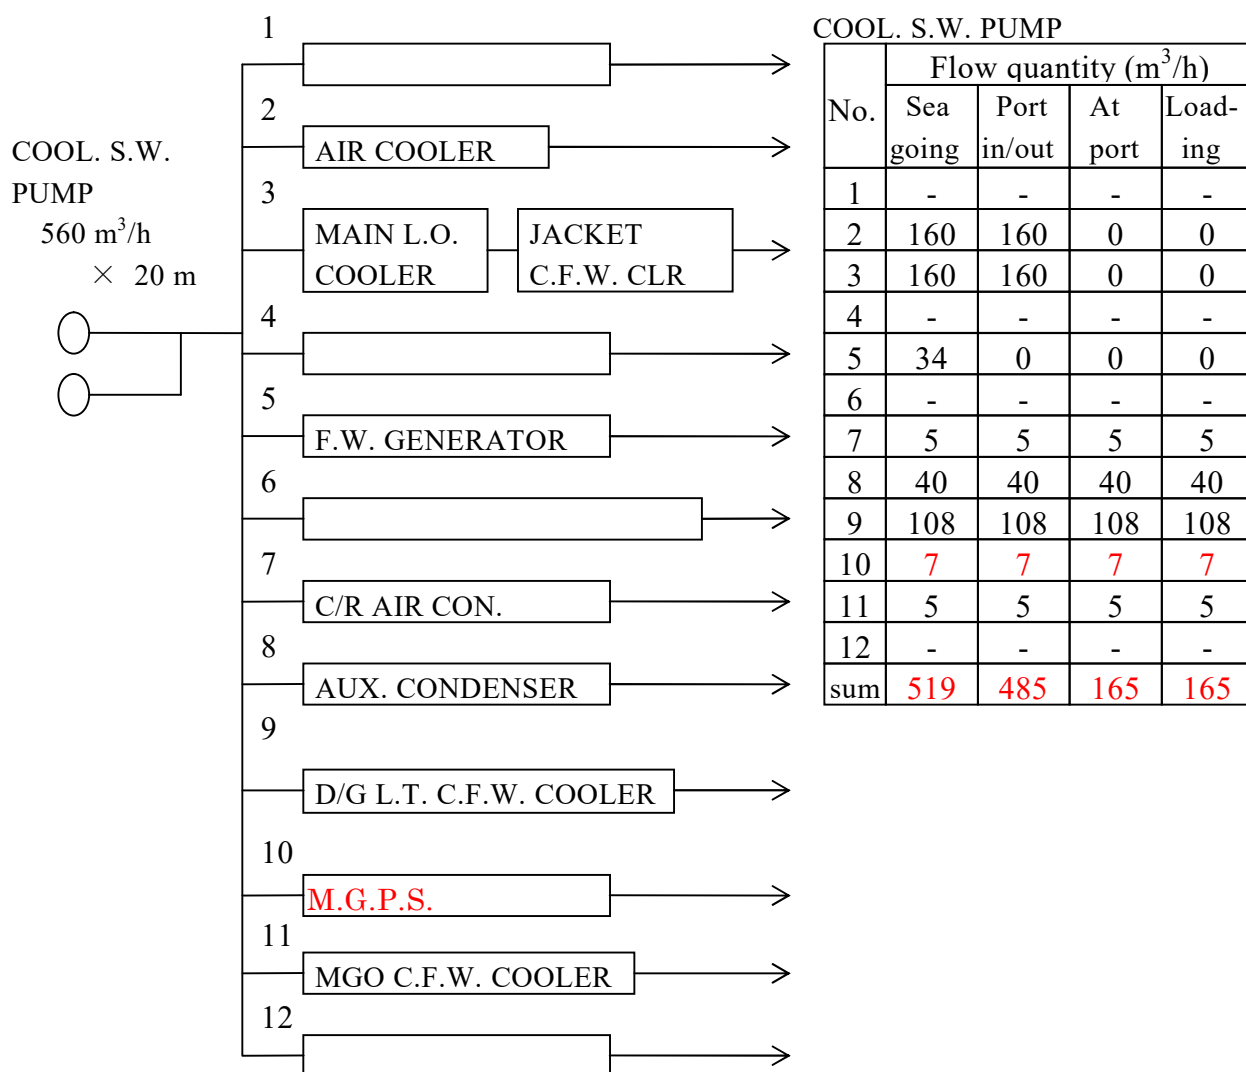 COOL. S.W.
PUMP
560 m³/h
× 20 m
1
2
AIR COOLER
3
MAIN L.O.
COOLER
JACKET
C.F.W. CLR
4
5
F.W. GENERATOR
6
7
C/R AIR CON.
8
AUX. CONDENSER
9
D/G L.T. C.F.W. COOLER
10
M.G.P.S.
11
MGO C.F.W. COOLER
12
COOL. S.W. PUMP
Flow quantity (m³/h)
No. Sea going Port in/out At port Load-ing
1 - - - -
2 160 160 0 0
3 160 160 0 0
4 - - - -
5 34 0 0 0
6 - - - -
7 5 5 5 5
8 40 40 40 40
9 108 108 108 108
10 7 7 7 7
11 5 5 5 5
12 - - - -
sum 519 485 165 165